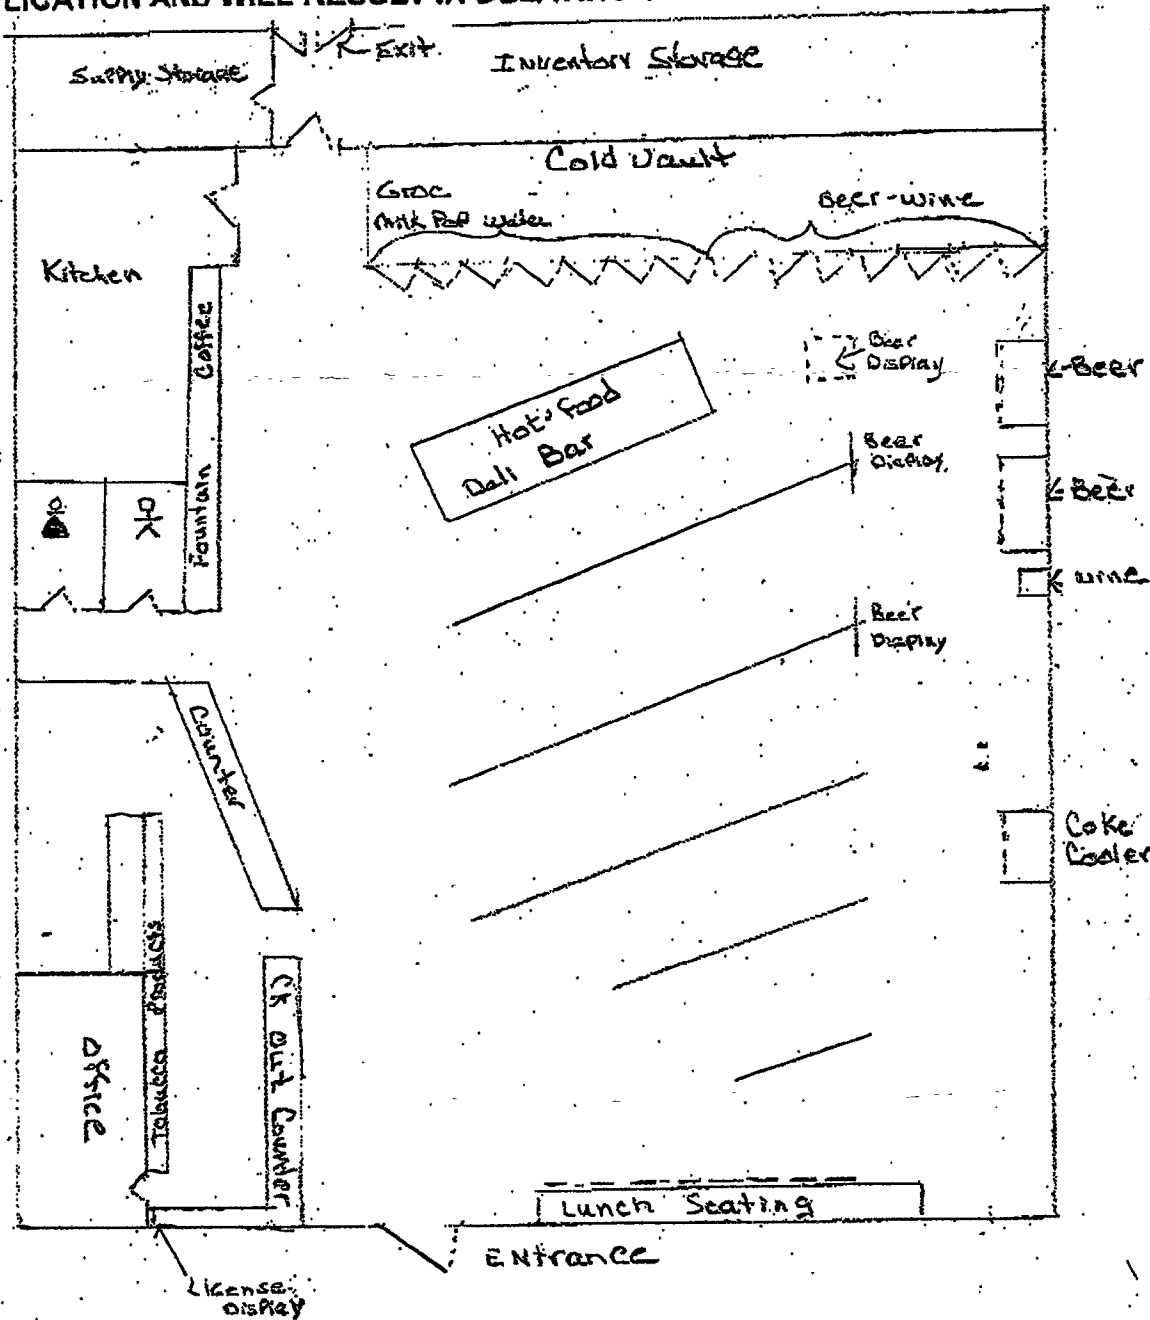 Exit
Supply Storage
Inventory Storage
Cold Vault
Groc
Milk Pop water
Beer-wine
Kitchen
Coffee
Fountain
Hot Food
Deli Bar
Beer
Display
Beer
Beer
Display
Beer
wine
Beer
Display
Counter
Coke
Cooler
Tobacco Products
Office
CK Out Counter
Lunch Seating
Entrance
License
Display